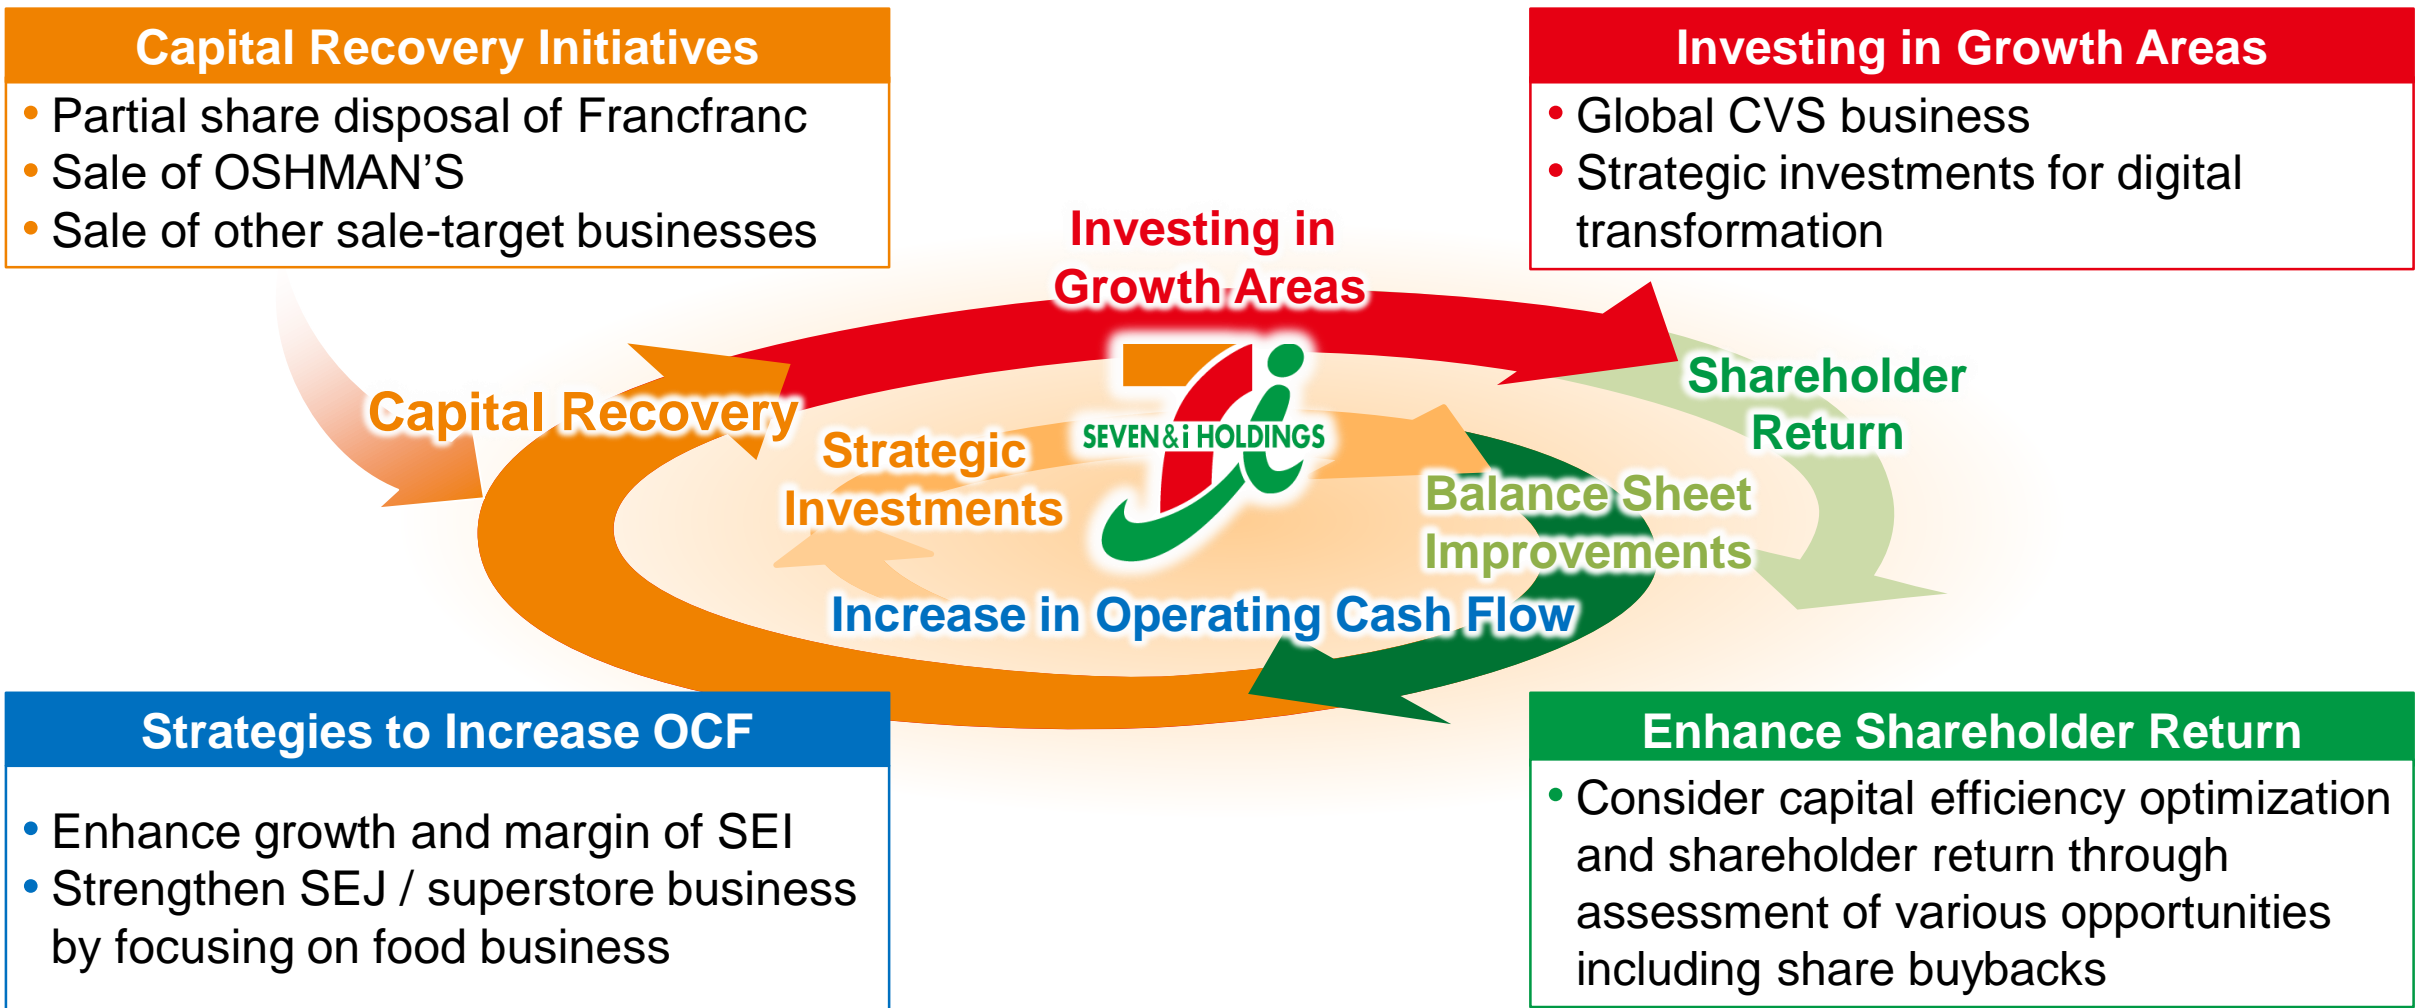 Capital Recovery Initiatives
• Partial share disposal of Francfranc
• Sale of OSHMAN’S
• Sale of other sale-target businesses
Investing in Growth Areas
• Global CVS business
• Strategic investments for digital
transformation
Investing in
Growth Areas
Capital Recovery
Shareholder
Return
SEVEN&i HOLDINGS
Strategic
Investments
Balance Sheet
Improvements
Increase in Operating Cash Flow
Strategies to Increase OCF
• Enhance growth and margin of SEI
• Strengthen SEJ / superstore business
by focusing on food business
Enhance Shareholder Return
• Consider capital efficiency optimization
and shareholder return through
assessment of various opportunities
including share buybacks